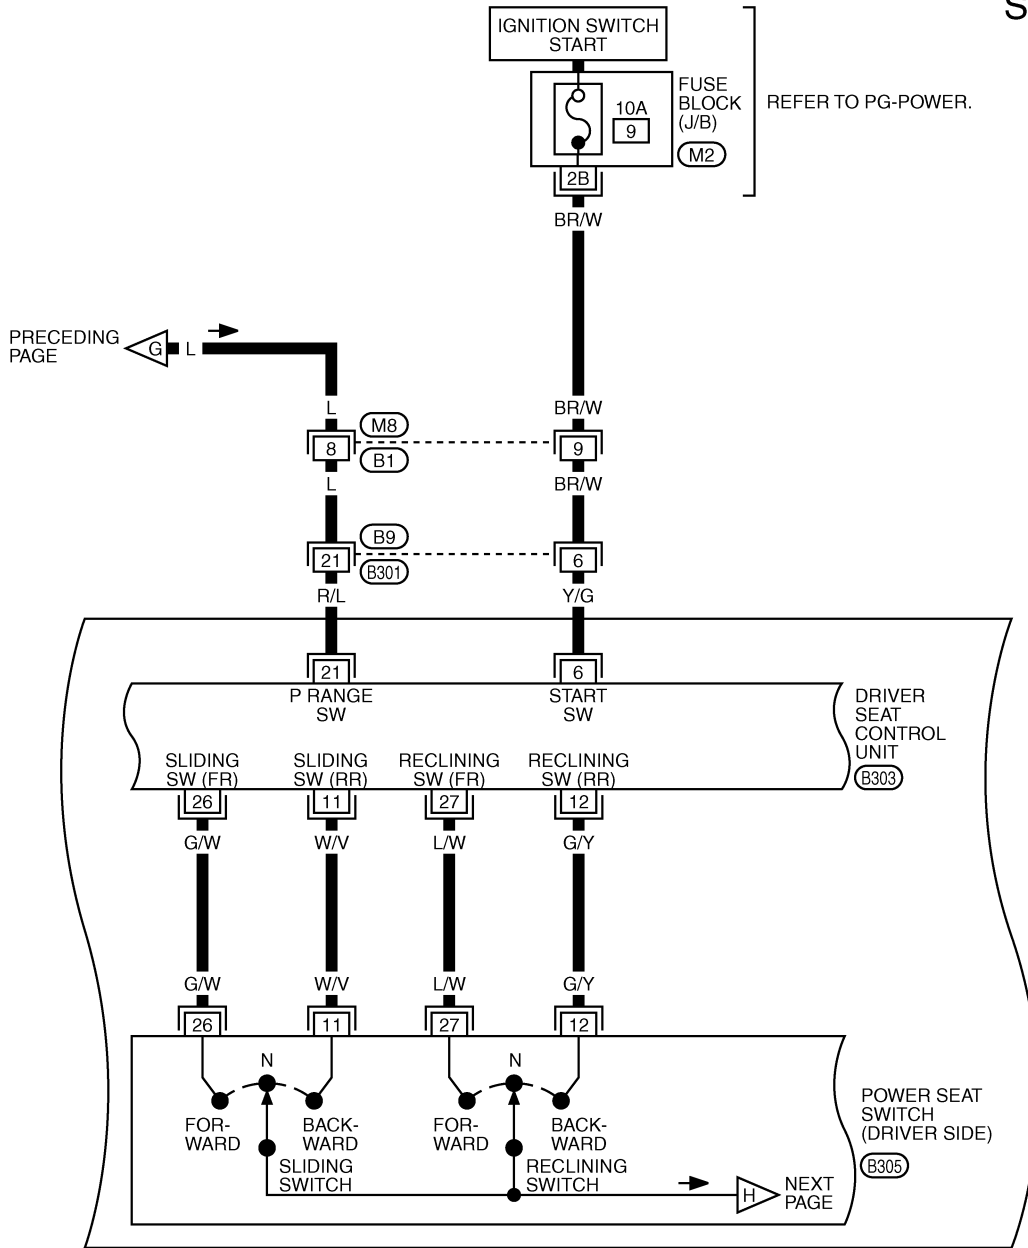 S
IGNITION SWITCH
START
FUSE
BLOCK
(J/B)
M2
10A
9
REFER TO PG-POWER.
2B
BR/W
PRECEDING
PAGE
G
L
L
BR/W
M8
8
9
B1
L
BR/W
B9
21
6
B301
R/L
Y/G
21
6
P RANGE
SW
START
SW
DRIVER
SEAT
CONTROL
UNIT
B303
SLIDING
SW (FR)
SLIDING
SW (RR)
RECLINING
SW (FR)
RECLINING
SW (RR)
26
11
27
12
G/W
W/V
L/W
G/Y
G/W
W/V
L/W
G/Y
26
11
27
12
N
N
FOR-
WARD
BACK-
WARD
FOR-
WARD
BACK-
WARD
SLIDING
SWITCH
RECLINING
SWITCH
POWER SEAT
SWITCH
(DRIVER SIDE)
B305
H
NEXT
PAGE